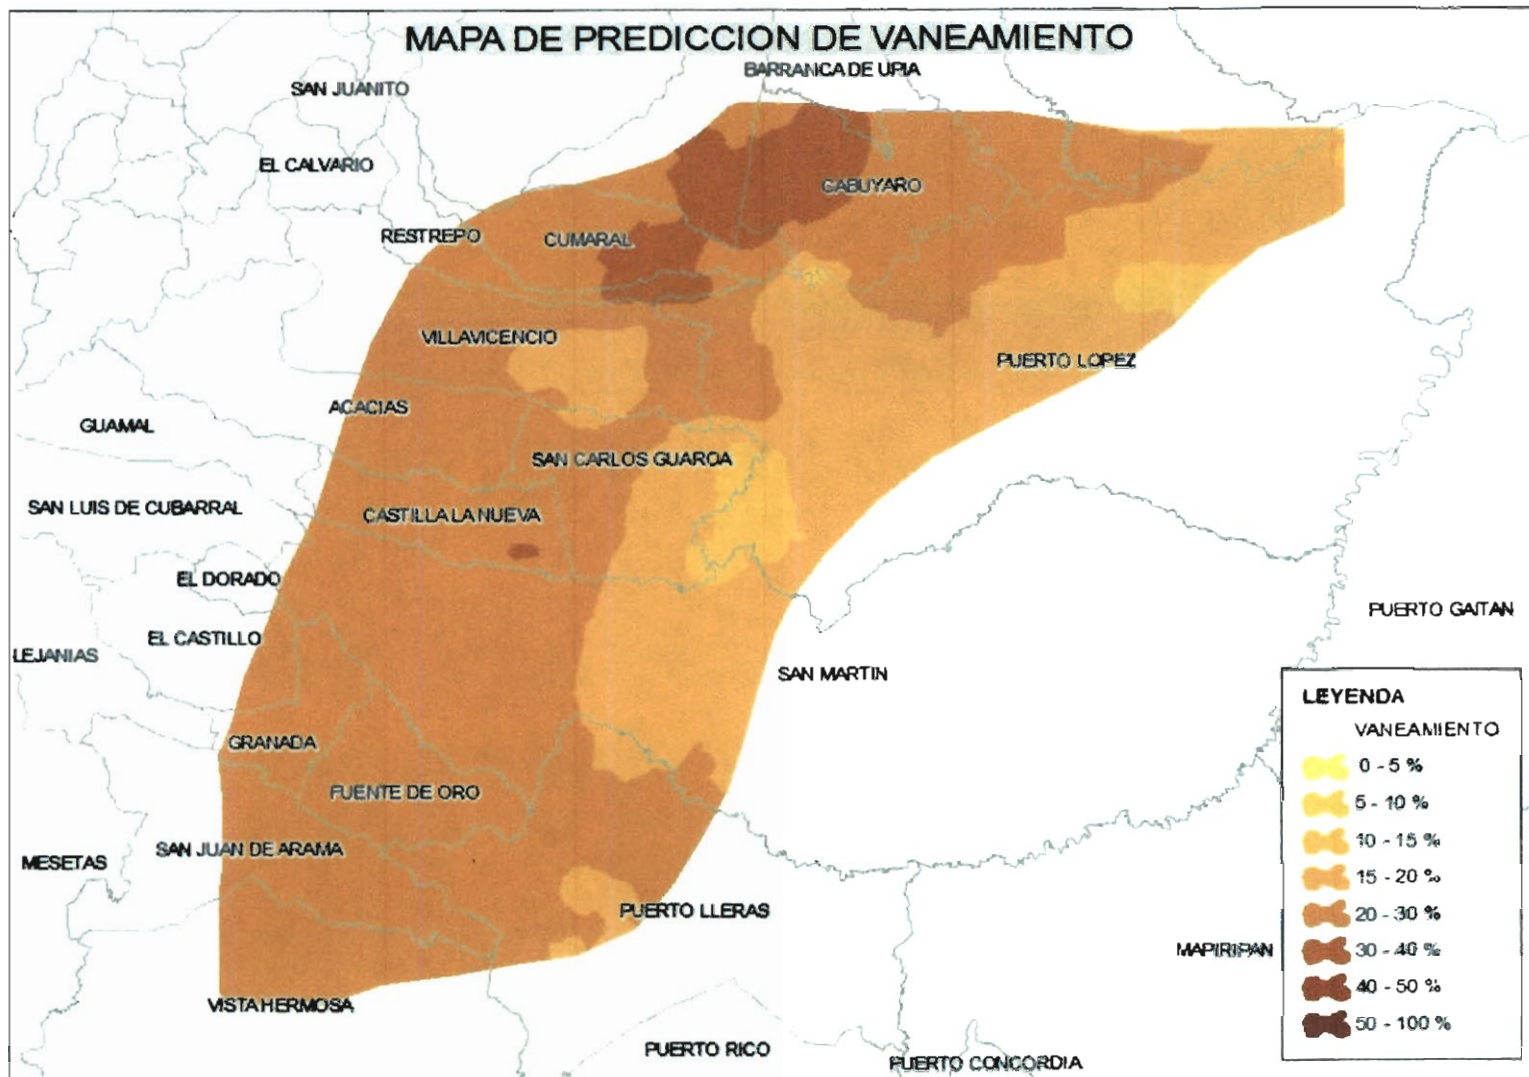 MAPA DE PREDICCION DE VANEAMIENTO
BARRANCA DE UPIA
SAN JUANITO
EL CALVARIO
CABUYARO
RESTREPO
CUMARAL
VILLAVICENCIO
PUERTO LOPEZ
ACACIAS
GUAMAL
SAN CARLOS GUAROA
SAN LUIS DE CUBARRAL
CASTILLA LA NUEVA
EL DORADO
PUERTO GAITAN
EL CASTILLO
LEJANIAS
SAN MARTIN
GRANADA
FUENTE DE ORO
SAN JUAN DE ARAMA
MESETAS
PUERTO LLERAS
MAPIRIPAN
VISTA HERMOSA
PUERTO RICO
PUERTO CONCORDIA
LEYENDA
VANEAMIENTO
0 - 5 %
5 - 10 %
10 - 15 %
15 - 20 %
20 - 30 %
30 - 40 %
40 - 50 %
50 - 100 %